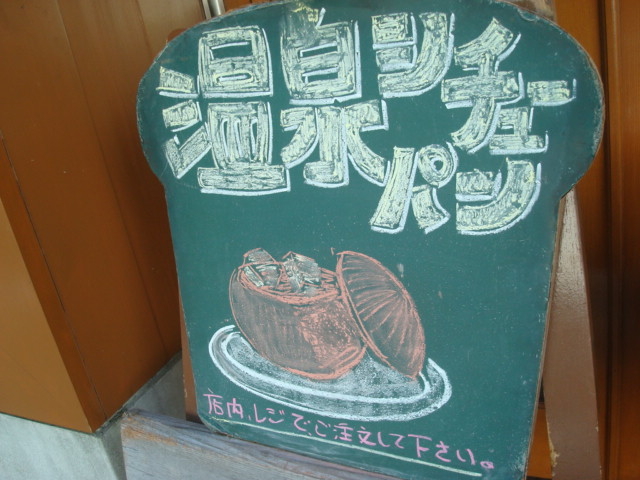 温泉シチュー
パン
店内、レジで、ご注文して下さい。